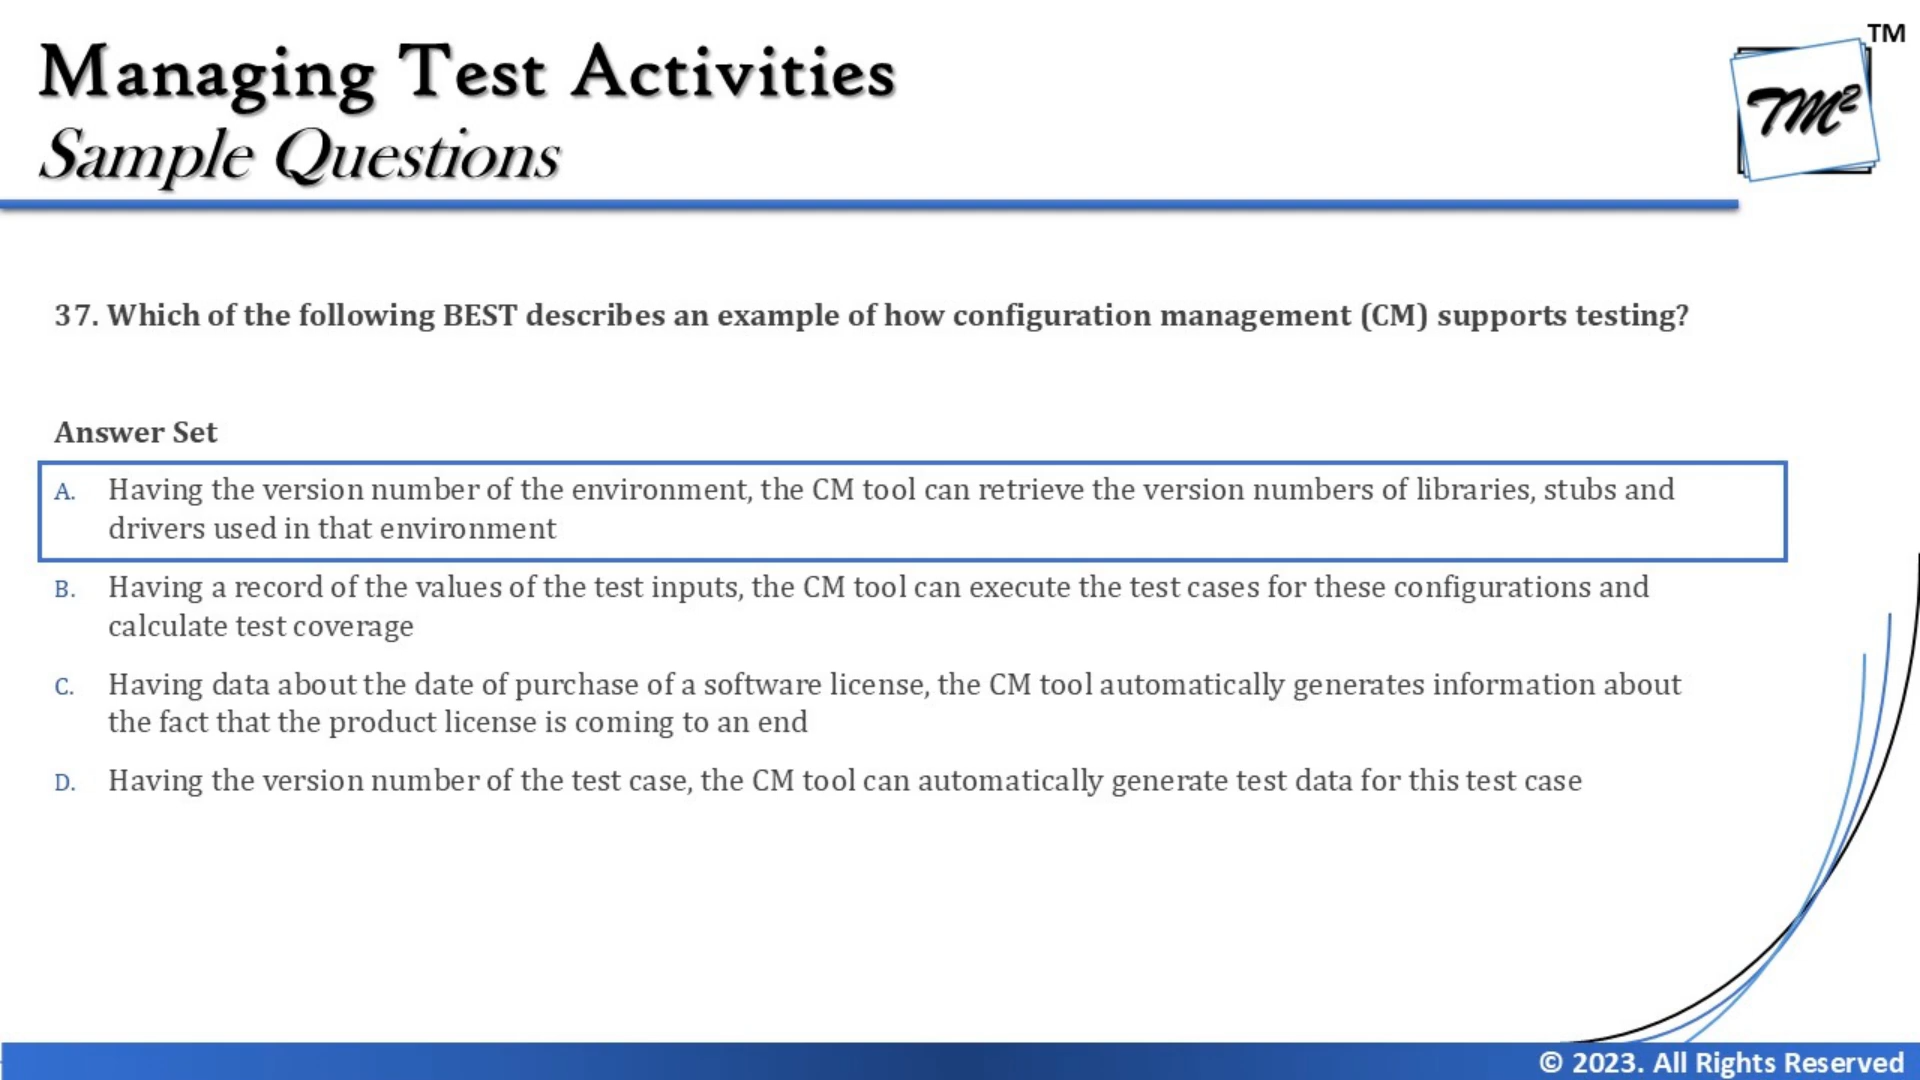 Managing Test Activities
Sample Questions
TM
TM²
37. Which of the following BEST describes an example of how configuration management (CM) supports testing?
Answer Set
A. Having the version number of the environment, the CM tool can retrieve the version numbers of libraries, stubs and
drivers used in that environment
B. Having a record of the values of the test inputs, the CM tool can execute the test cases for these configurations and
calculate test coverage
C. Having data about the date of purchase of a software license, the CM tool automatically generates information about
the fact that the product license is coming to an end
D. Having the version number of the test case, the CM tool can automatically generate test data for this test case
© 2023. All Rights Reserved